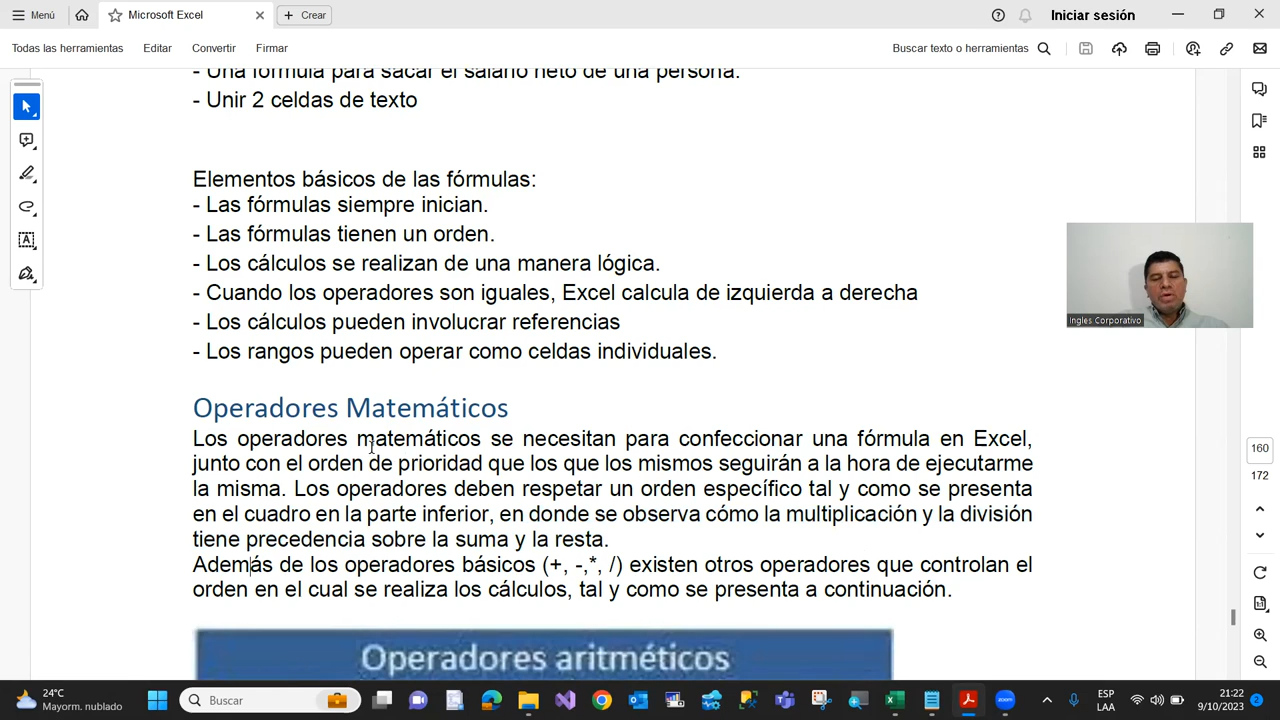 Menú
Microsoft Excel
Crear
Iniciar sesión
Todas las herramientas
Editar
Convertir
Firmar
Buscar texto o herramientas
- Una fórmula para sacar el salario neto de una persona.
- Unir 2 celdas de texto
Elementos básicos de las fórmulas:
- Las fórmulas siempre inician.
- Las fórmulas tienen un orden.
- Los cálculos se realizan de una manera lógica.
- Cuando los operadores son iguales, Excel calcula de izquierda a derecha
- Los cálculos pueden involucrar referencias
- Los rangos pueden operar como celdas individuales.
Ingles Corporativo
Operadores Matemáticos
Los operadores matemáticos se necesitan para confeccionar una fórmula en Excel,
junto con el orden de prioridad que los que los mismos seguirán a la hora de ejecutarme
la misma. Los operadores deben respetar un orden específico tal y como se presenta
en el cuadro en la parte inferior, en donde se observa cómo la multiplicación y la división
tiene precedencia sobre la suma y la resta.
Además de los operadores básicos (+, -,*, /) existen otros operadores que controlan el
orden en el cual se realiza los cálculos, tal y como se presenta a continuación.
160
172
Operadores aritméticos
24°C
Mayorm. nublado
Buscar
ESP
LAA
21:22
9/10/2023
2